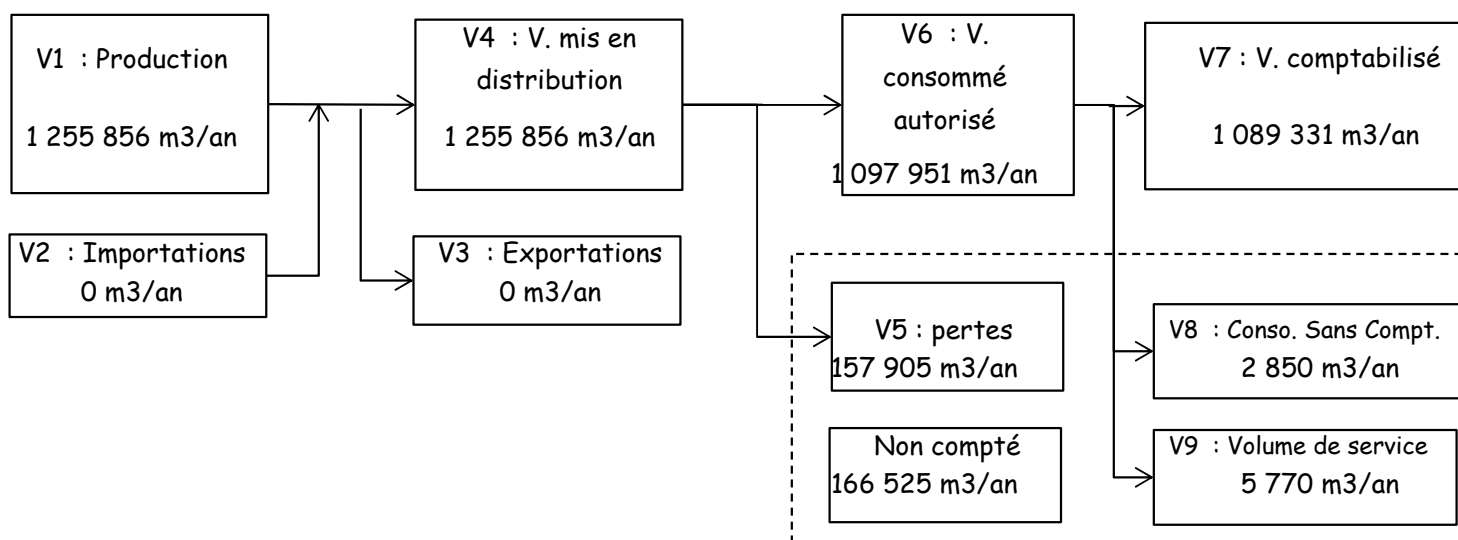 V1 : Production
1 255 856 m3/an
V2 : Importations
0 m3/an
V4 : V. mis en
distribution
1 255 856 m3/an
V3 : Exportations
0 m3/an
V6 : V.
consommé
autorisé
1 097 951 m3/an
V5 : pertes
157 905 m3/an
Non compté
166 525 m3/an
V7 : V. comptabilisé
1 089 331 m3/an
V8 : Conso. Sans Compt.
2 850 m3/an
V9 : Volume de service
5 770 m3/an